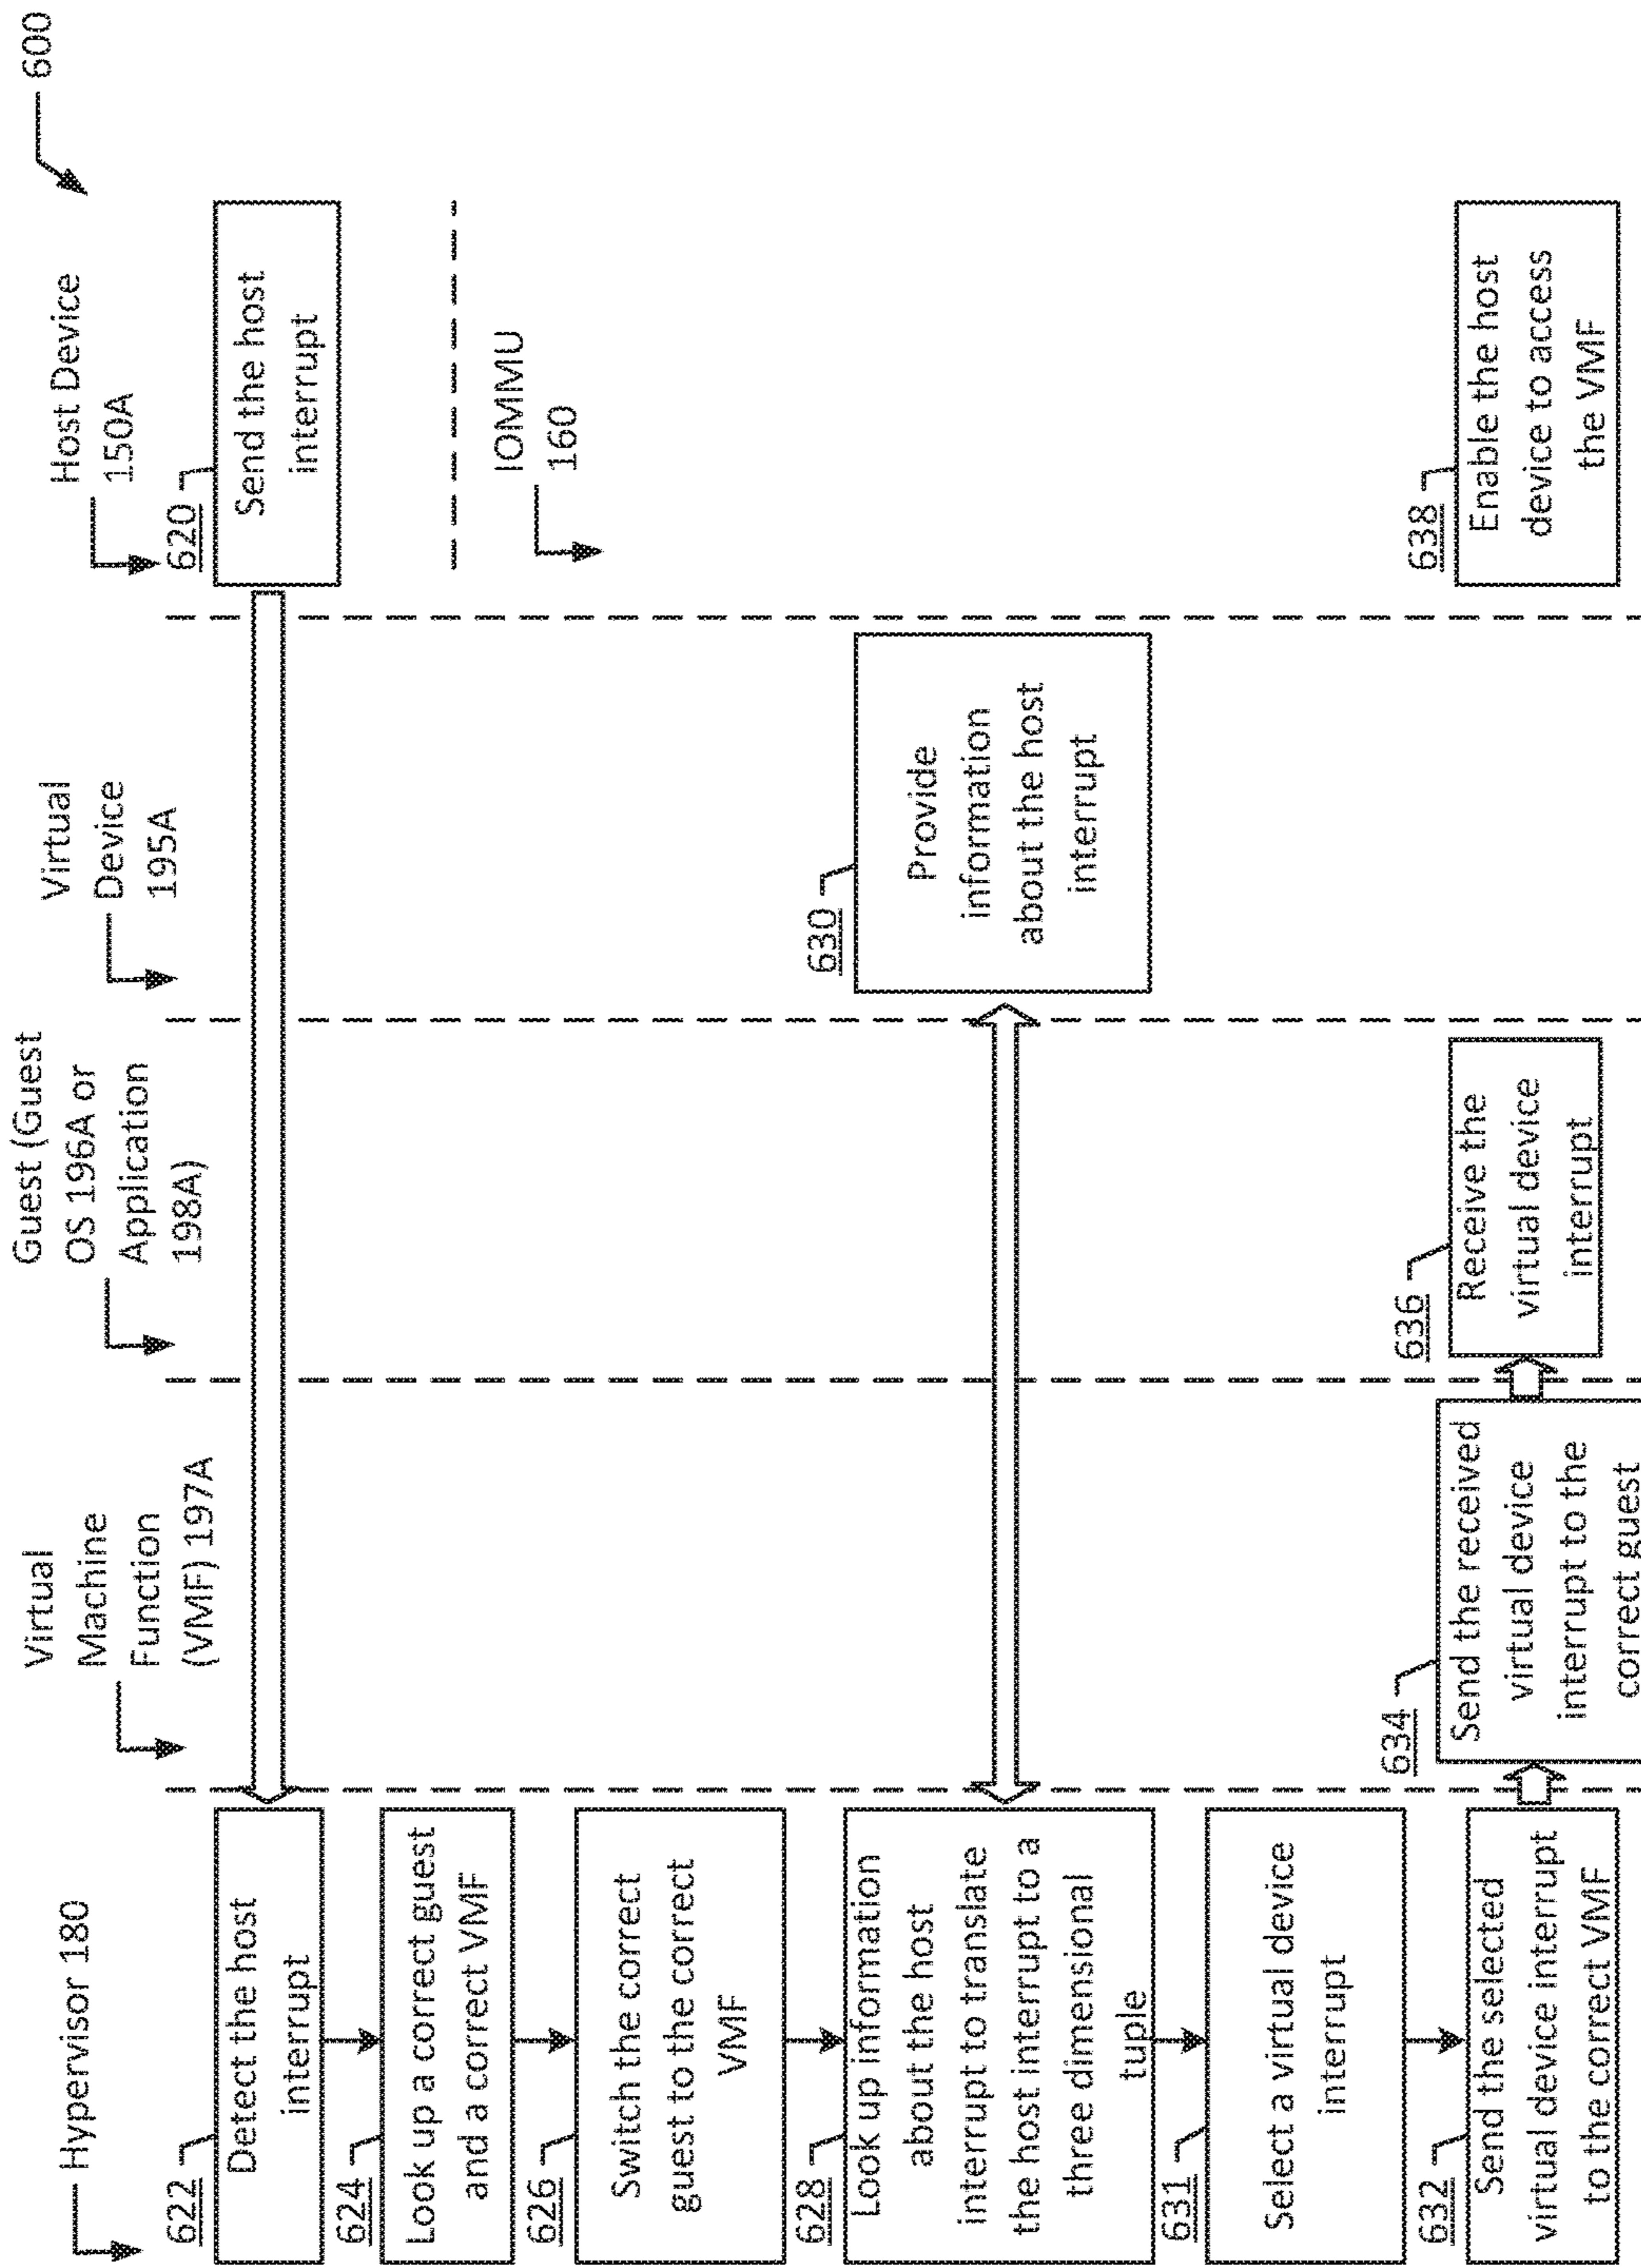 600
Hypervisor 180
Virtual
Machine
Function
(VMF) 197A
Guest (Guest
OS 196A or
Application
198A)
Virtual
Device
195A
Host Device
150A
622
Detect the host
interrupt
620
Send the host
interrupt
624
Look up a correct guest
and a correct VMF
IOMMU
160
626
Switch the correct
guest to the correct
VMF
628
Look up information
about the host
interrupt to translate
the host interrupt to a
three dimensional
tuple
630
Provide
information
about the host
interrupt
631
Select a virtual device
interrupt
632
Send the selected
virtual device interrupt
to the correct VMF
634
Send the received
virtual device
interrupt to the
correct guest
636
Receive the
virtual device
interrupt
638
Enable the host
device to access
the VMF